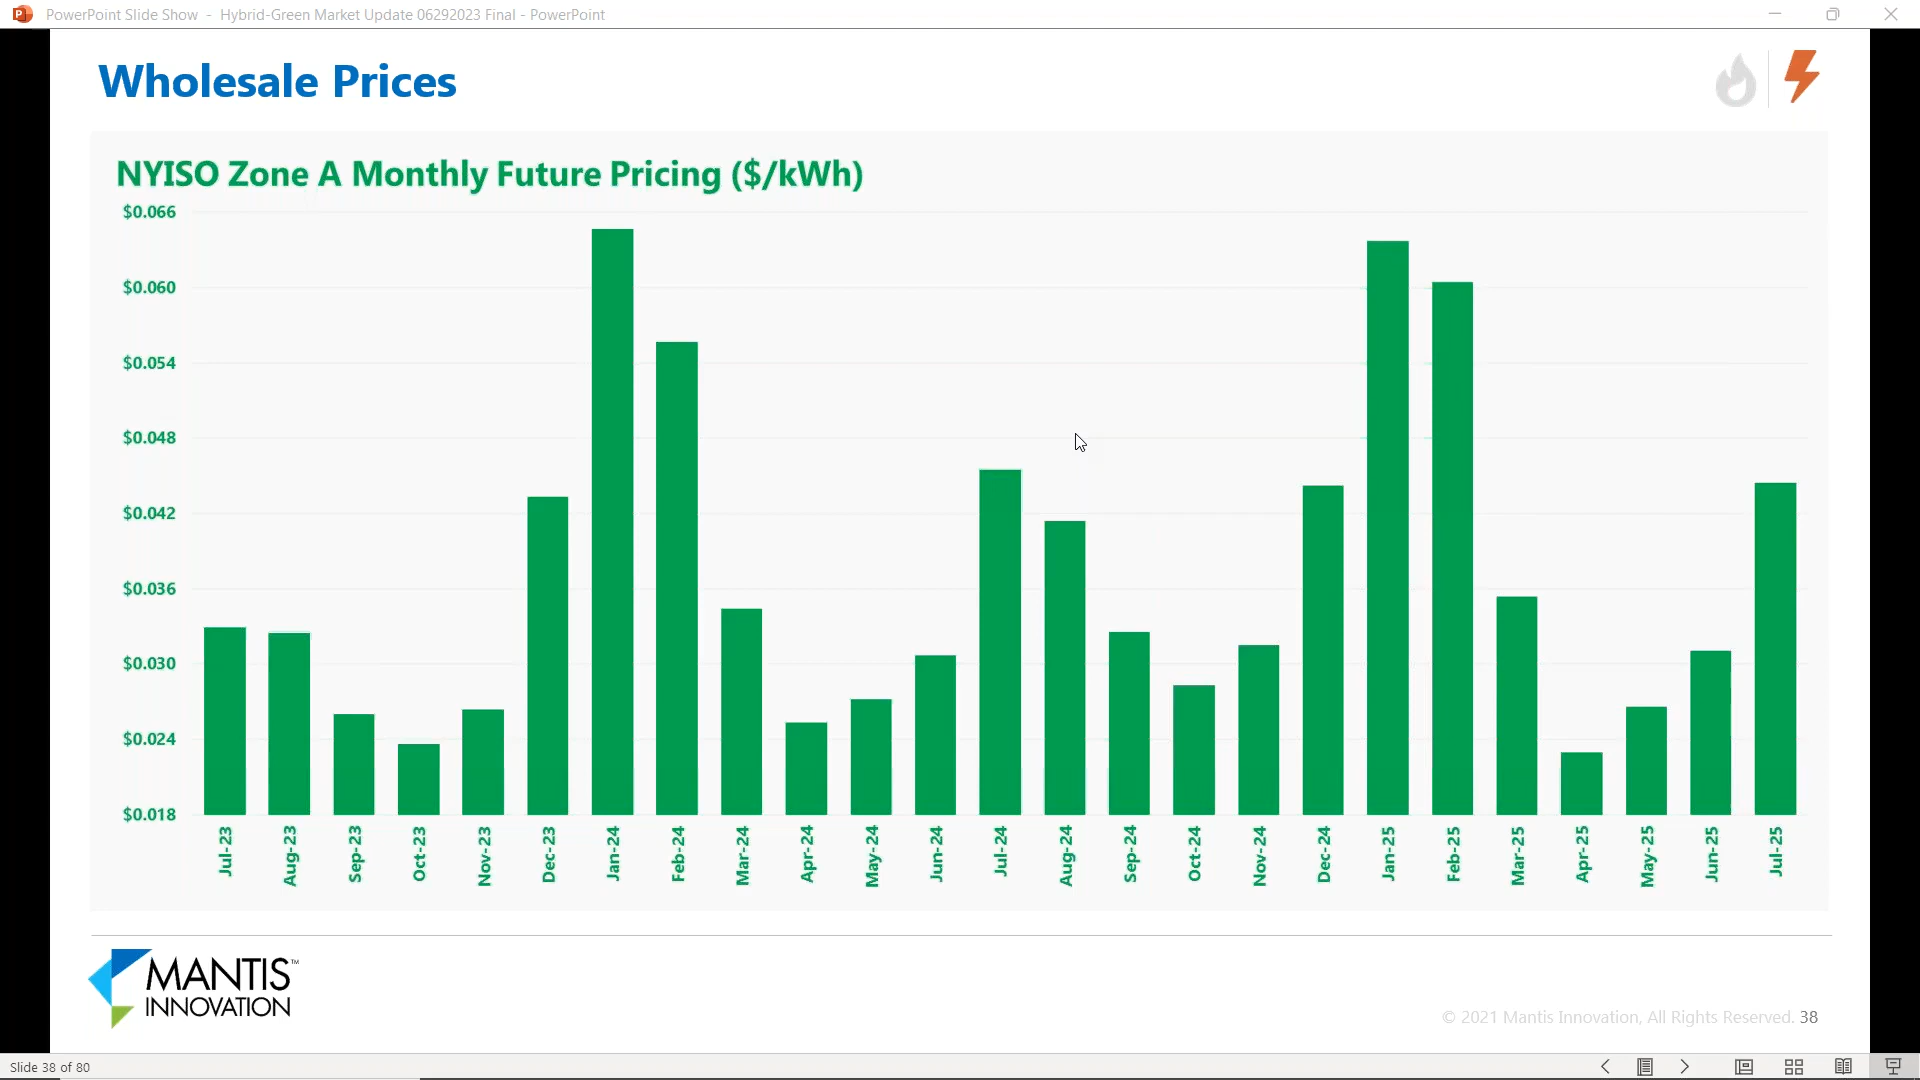 PowerPoint Slide Show - Hybrid-Green Market Update 06292023 Final - PowerPoint
Wholesale Prices
NYISO Zone A Monthly Future Pricing ($/kWh)
$0.066
$0.060
$0.054
$0.048
$0.042
$0.036
$0.030
$0.024
$0.018
Jul-23
Aug-23
Sep-23
Oct-23
Nov-23
Dec-23
Jan-24
Feb-24
Mar-24
Apr-24
May-24
Jun-24
Jul-24
Aug-24
Sep-24
Oct-24
Nov-24
Dec-24
Jan-25
Feb-25
Mar-25
Apr-25
May-25
Jun-25
Jul-25
MANTIS™
INNOVATION
© 2021 Mantis Innovation, All Rights Reserved. 38
Slide 38 of 80